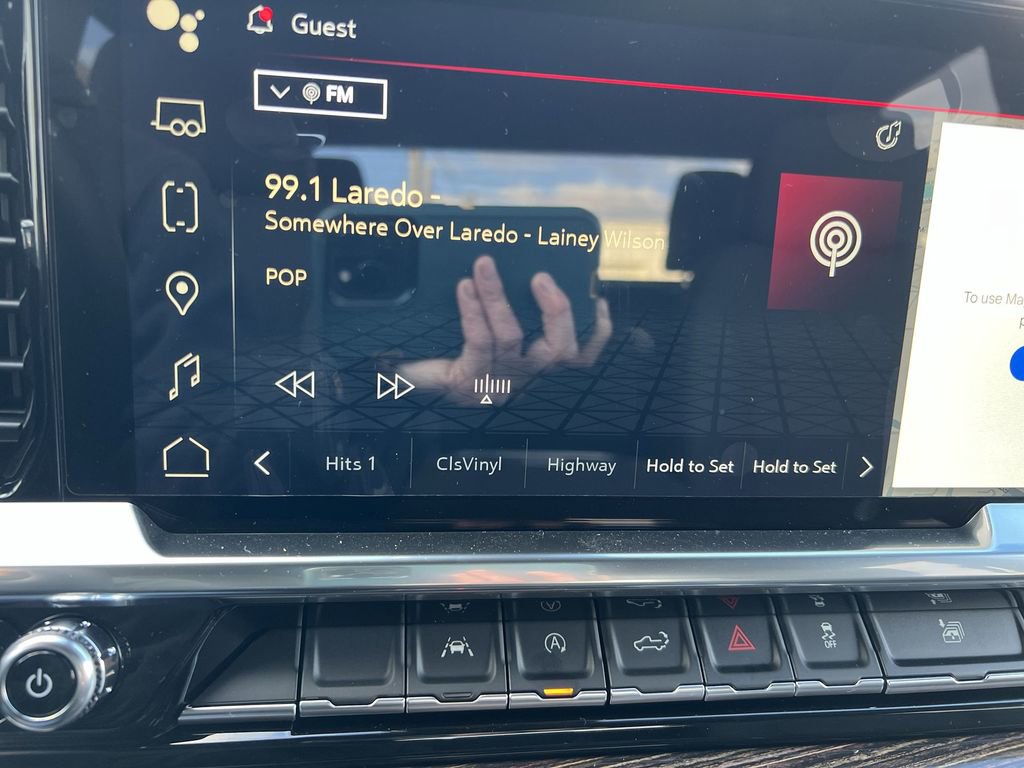 Guest
FM
99.1 Laredo -
Somewhere Over Laredo - Lainey Wilson
POP
To use Ma
p
Hits 1
ClsVinyl
Highway
Hold to Set
Hold to Set
A
OFF